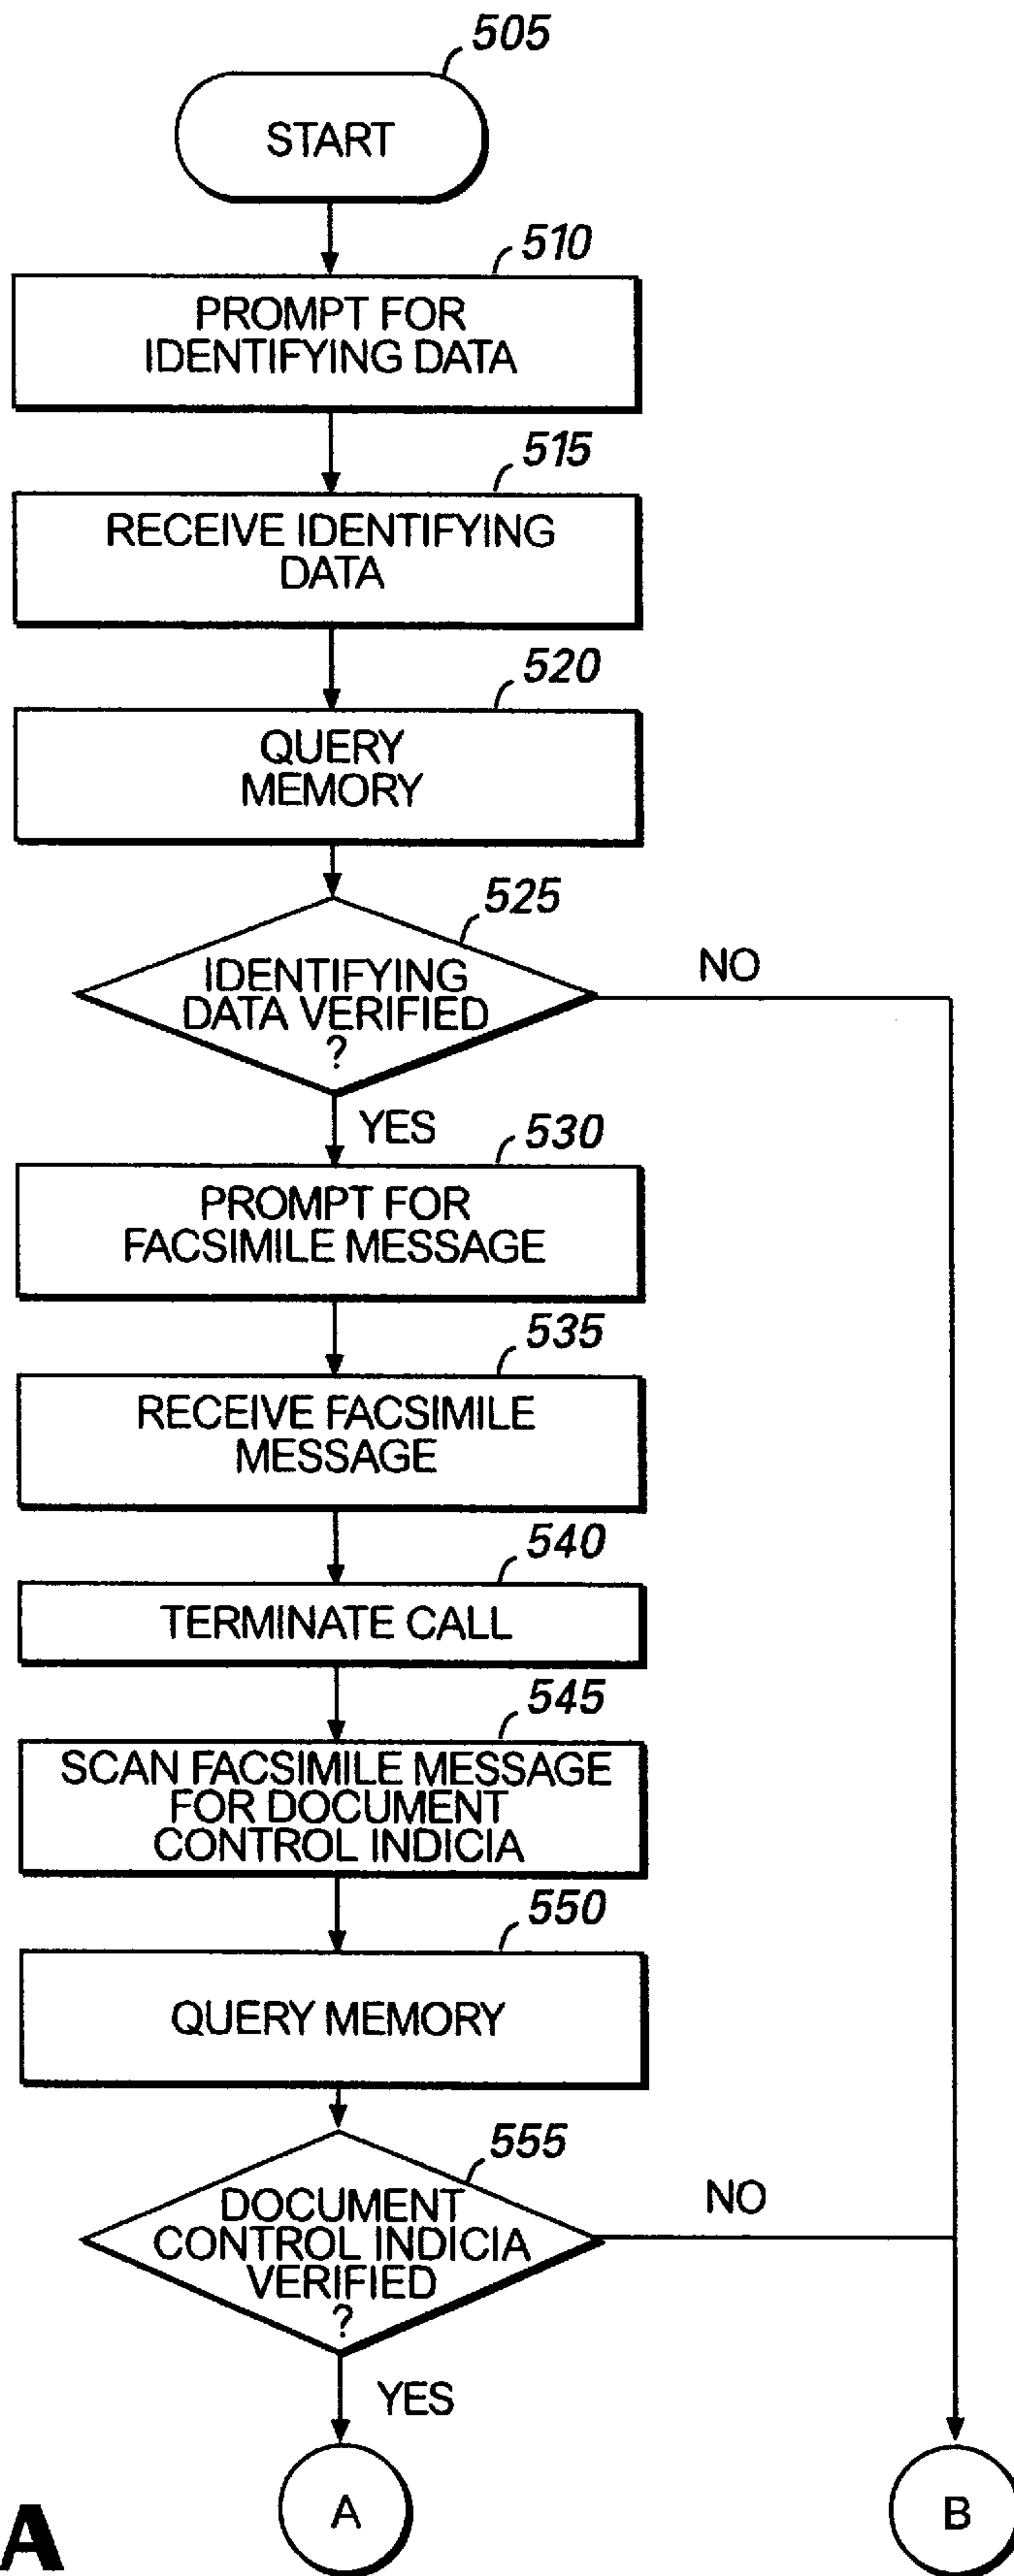 505
START
510
PROMPT FOR
IDENTIFYING DATA
515
RECEIVE IDENTIFYING
DATA
520
QUERY
MEMORY
525
IDENTIFYING
DATA VERIFIED
?
NO
YES
530
PROMPT FOR
FACSIMILE MESSAGE
535
RECEIVE FACSIMILE
MESSAGE
540
TERMINATE CALL
545
SCAN FACSIMILE MESSAGE
FOR DOCUMENT
CONTROL INDICIA
550
QUERY MEMORY
555
DOCUMENT
CONTROL INDICIA
VERIFIED
?
NO
YES
A
B
A